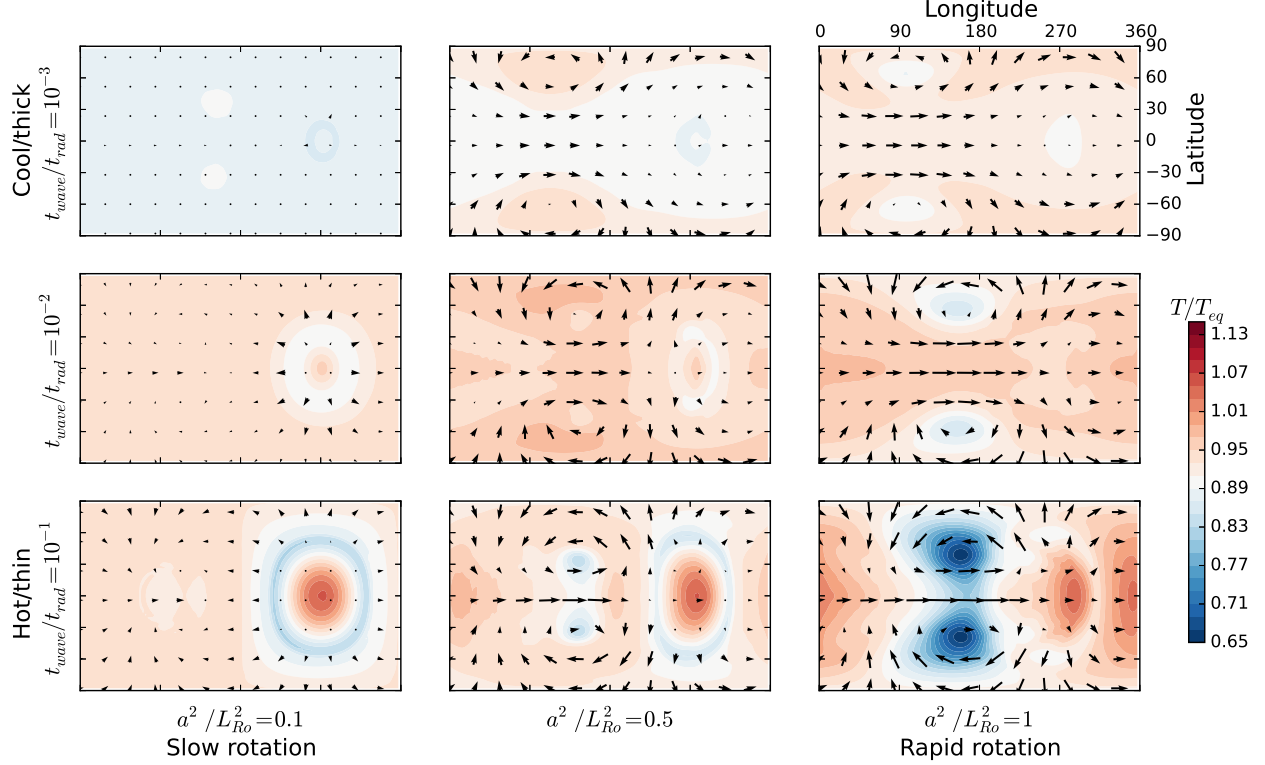 Longitude
0 90 180 270 360
90
60
30
0
−30
−60
−90
Latitude
Cool/thick
t_wave/t_rad = 10^−3
t_wave/t_rad = 10^−2
Hot/thin
t_wave/t_rad = 10^−1
T/T_eq
1.13
1.07
1.01
0.95
0.89
0.83
0.77
0.71
0.65
a^2/L_Ro^2 = 0.1
a^2/L_Ro^2 = 0.5
a^2/L_Ro^2 = 1
Slow rotation
Rapid rotation